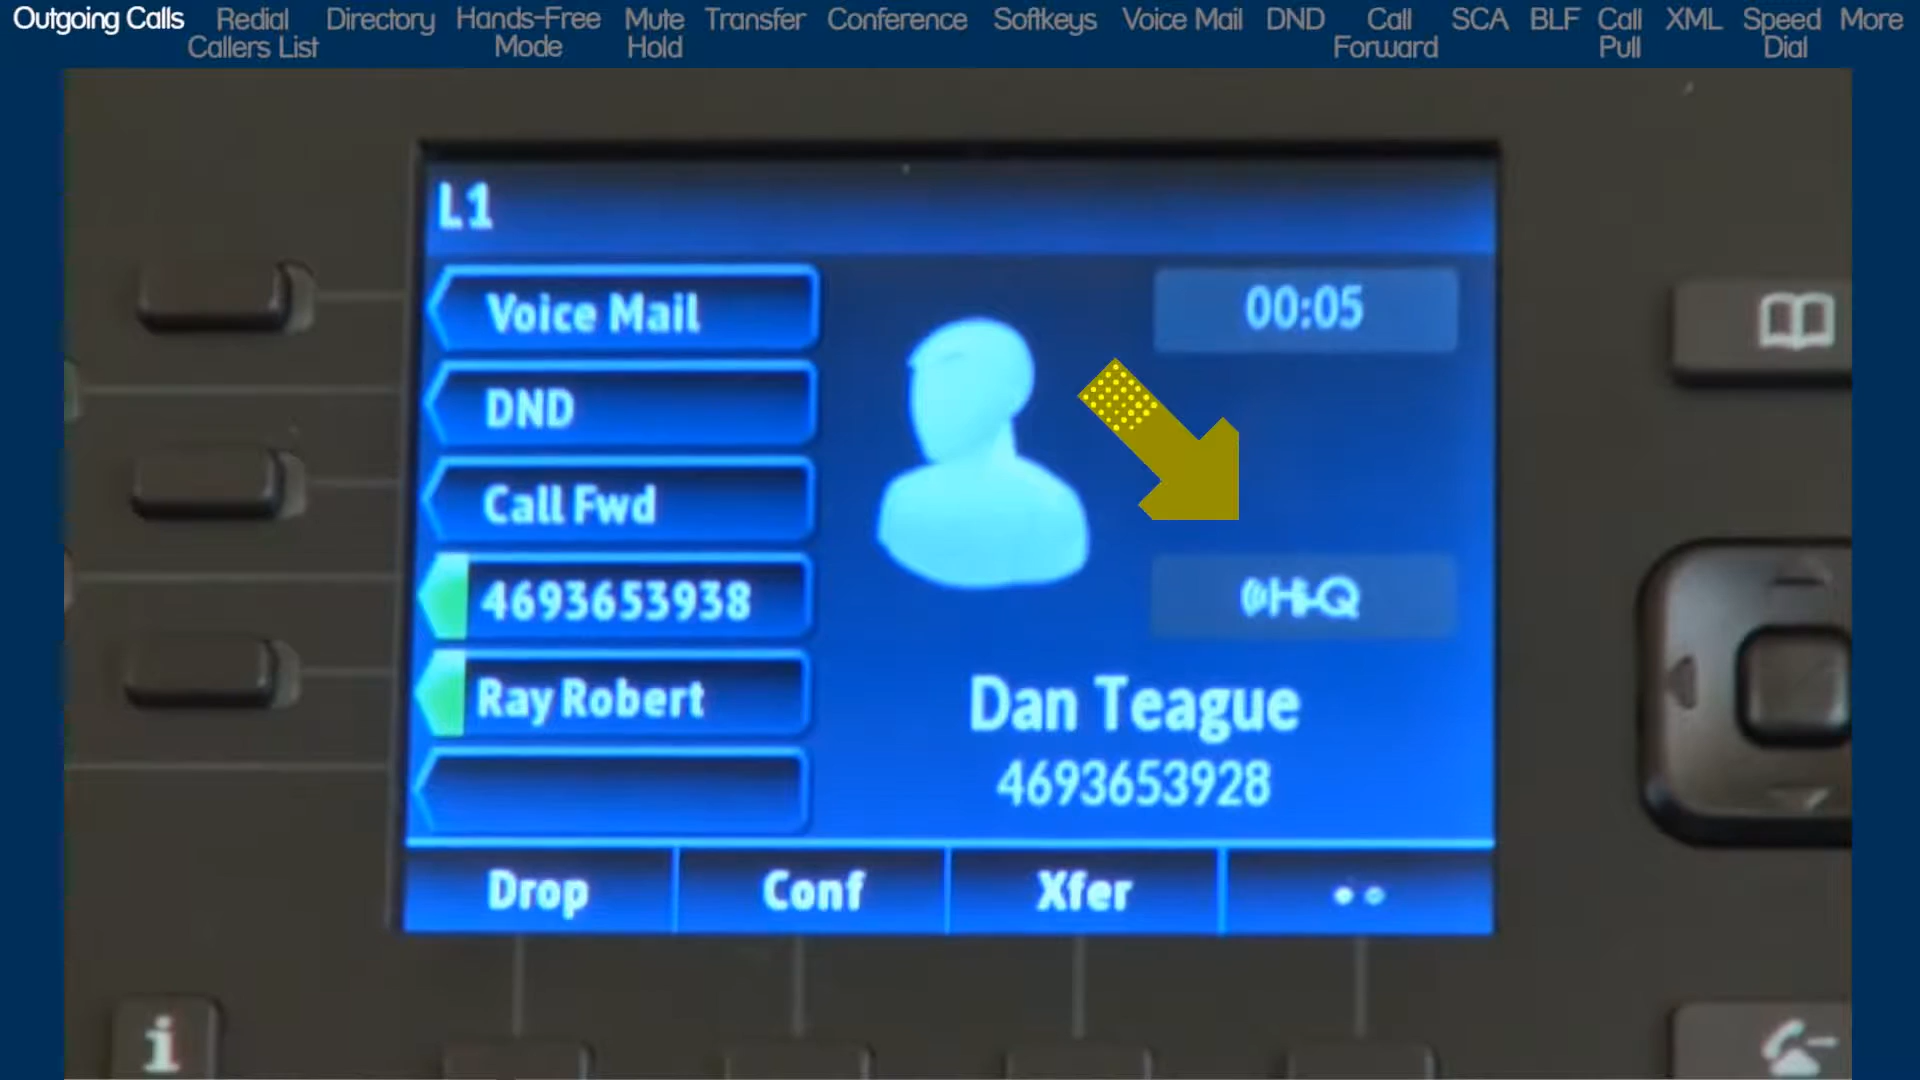 Outgoing Calls
Redial
Callers List
Directory
Hands-Free
Mode
Mute
Hold
Transfer
Conference
Softkeys
Voice Mail
DND
Call
Forward
SCA
BLF
Call
Pull
XML
Speed
Dial
More
L1
Voice Mail
DND
Call Fwd
4693653938
Ray Robert
00:05
Hi-Q
Dan Teague
4693653928
Drop
Conf
Xfer
i